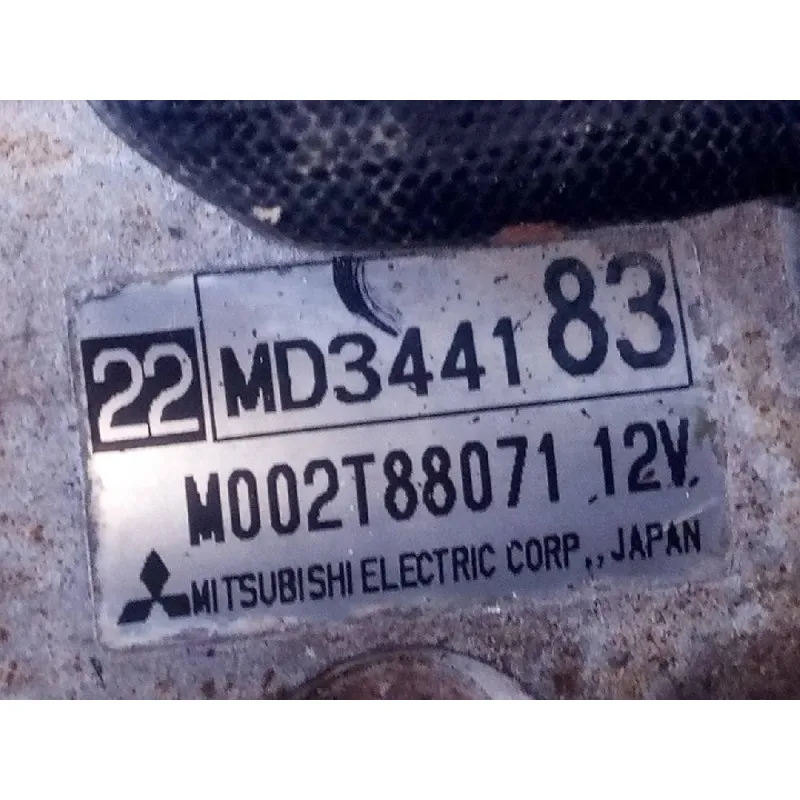 22 MD344183
M002T88071 12V.
MITSUBISHI ELECTRIC CORP., JAPAN